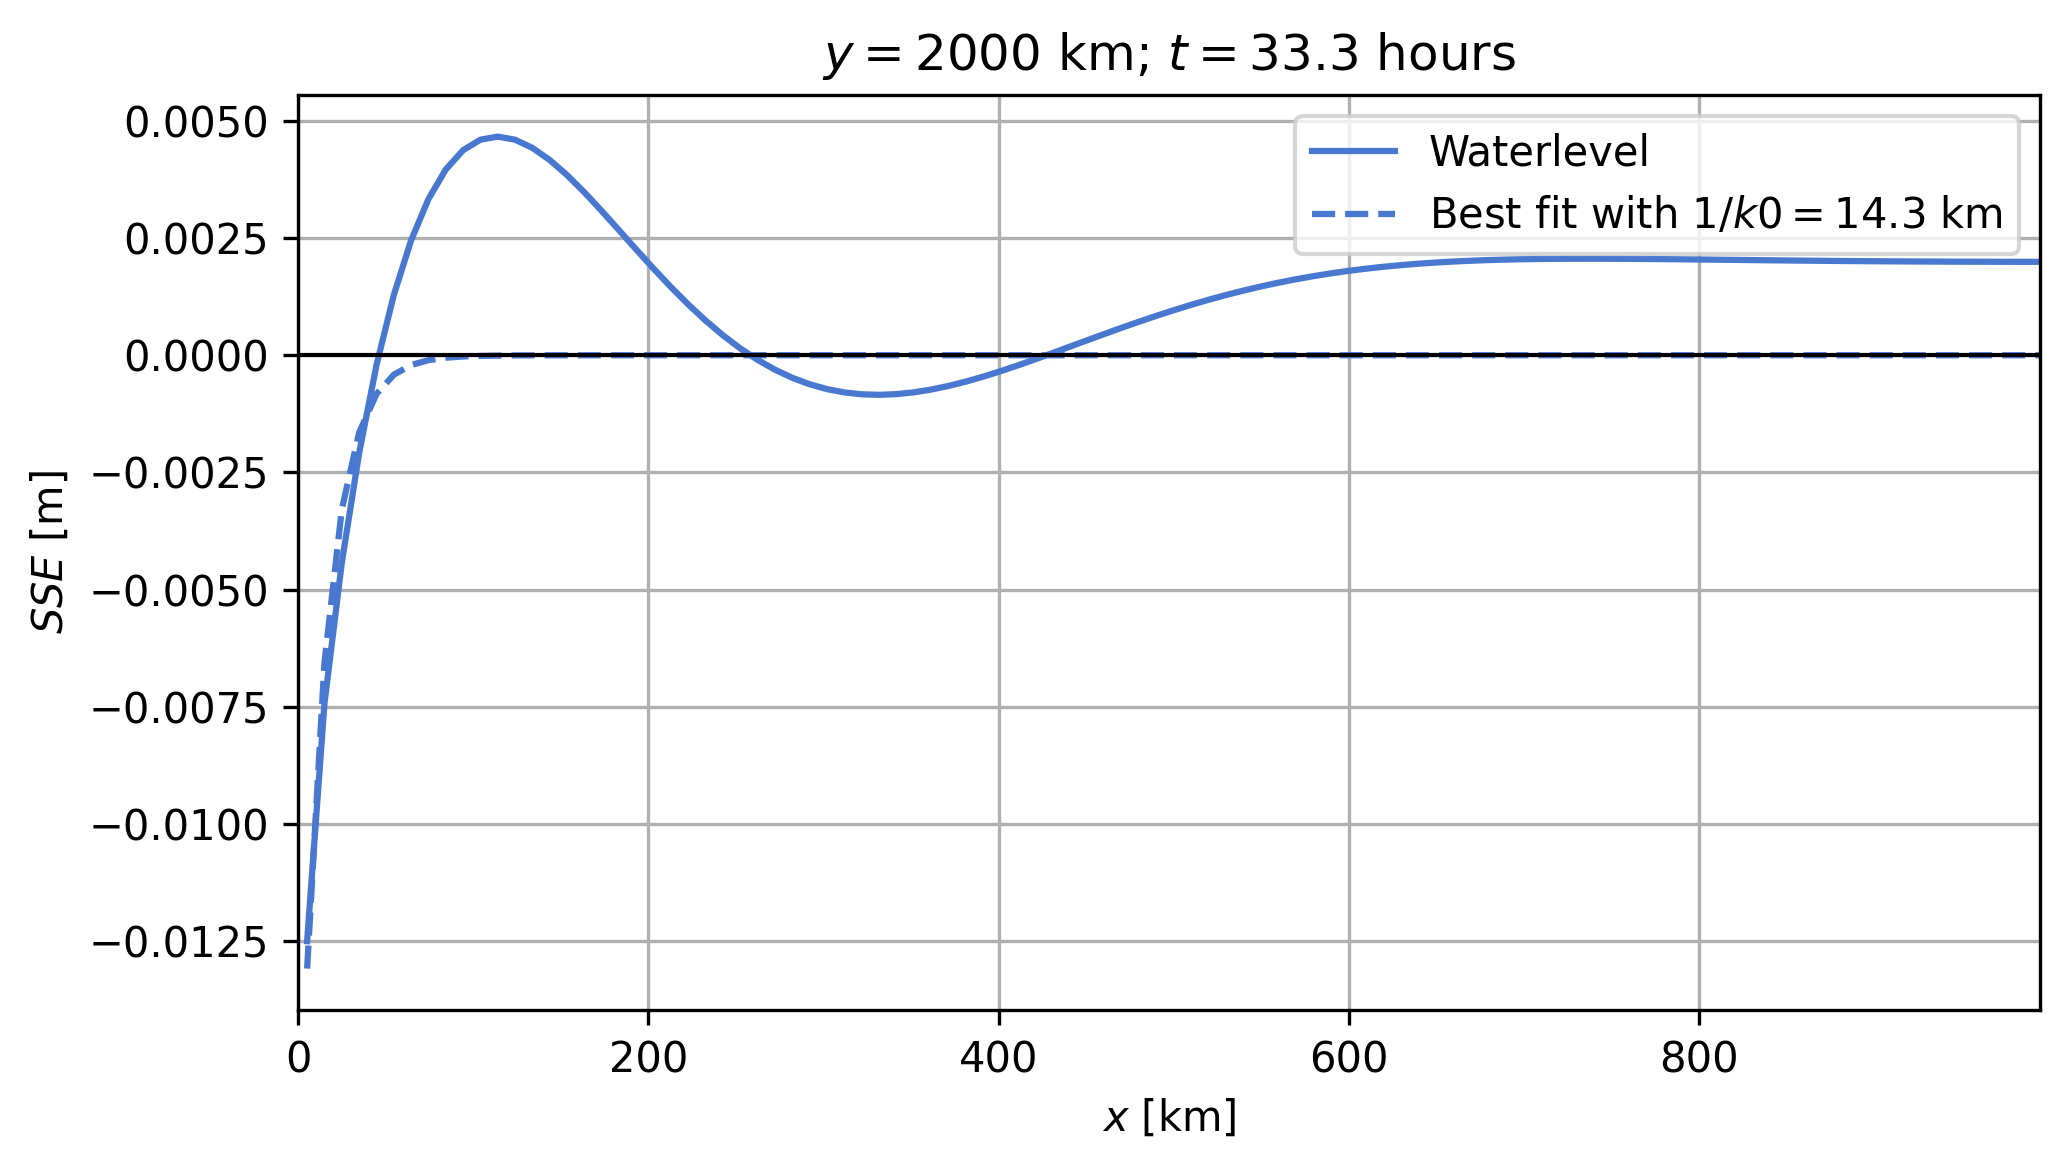 y = 2000 km; t = 33.3 hours
0.0050
0.0025
0.0000
−0.0025
−0.0050
−0.0075
−0.0100
−0.0125
SSE [m]
Waterlevel
Best fit with 1/k0 = 14.3 km
0 200 400 600 800
x [km]